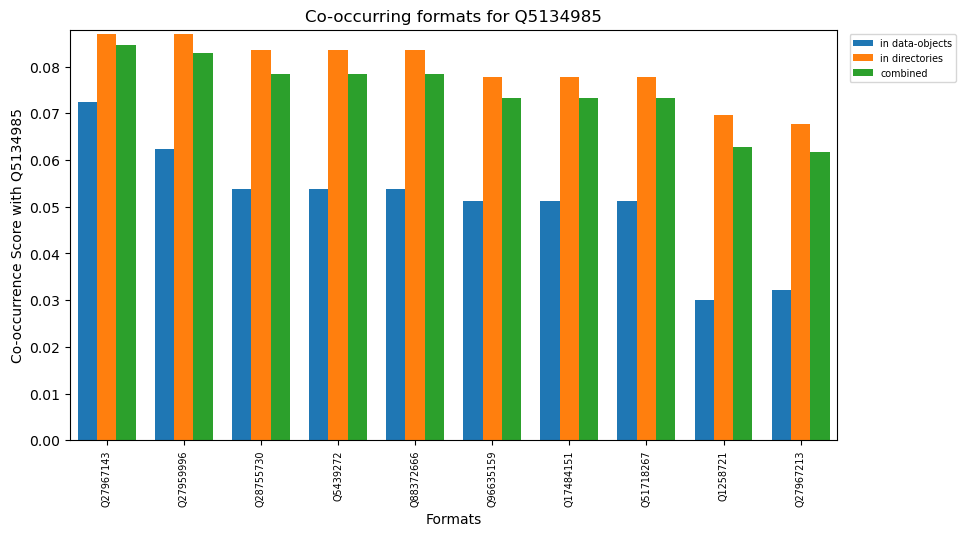 Co-occurring formats for Q5134985
Co-occurrence Score with Q5134985
0.08
0.07
0.06
0.05
0.04
0.03
0.02
0.01
0.00
Q27967143
Q27959996
Q28755730
Q5439272
Q88372666
Q96635159
Q17484151
Q51718267
Q1258721
Q27967213
Formats
in data-objects
in directories
combined